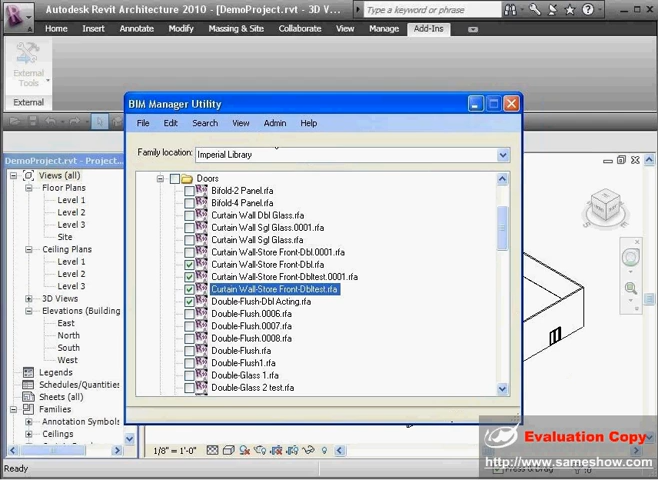 Autodesk Revit Architecture 2010 - [DemoProject.rvt - 3D V...
Type a keyword or phrase
Home Insert Annotate Modify Massing & Site Collaborate View Manage Add-Ins
External
Tools
External
BIM Manager Utility
File Edit Search View Admin Help
Family location: Imperial Library
DemoProject.rvt - Project...
Views (all)
Floor Plans
Level 1
Level 2
Level 3
Site
Ceiling Plans
Level 1
Level 2
Level 3
3D Views
Elevations (Building
East
North
South
West
Legends
Schedules/Quantities
Sheets (all)
Families
Annotation Symbols
Ceilings
Doors
Bifold-2 Panel.rfa
Bifold-4 Panel.rfa
Curtain Wall Dbl Glass.rfa
Curtain Wall Sgl Glass.0001.rfa
Curtain Wall Sgl Glass.rfa
Curtain Wall-Store Front-Dbl.0001.rfa
Curtain Wall-Store Front-Dbl.rfa
Curtain Wall-Store Front-Dbltest.0001.rfa
Curtain Wall-Store Front-Dbltest.rfa
Double-Flush-Dbl Acting.rfa
Double-Flush.0006.rfa
Double-Flush.0007.rfa
Double-Flush.0008.rfa
Double-Flush.rfa
Double-Flush1.rfa
Double-Glass 1.rfa
Double-Glass 2 test.rfa
1/8" = 1'-0"
Evaluation Copy
http://www.sameshow.com
Ready
Press & Drag
:0